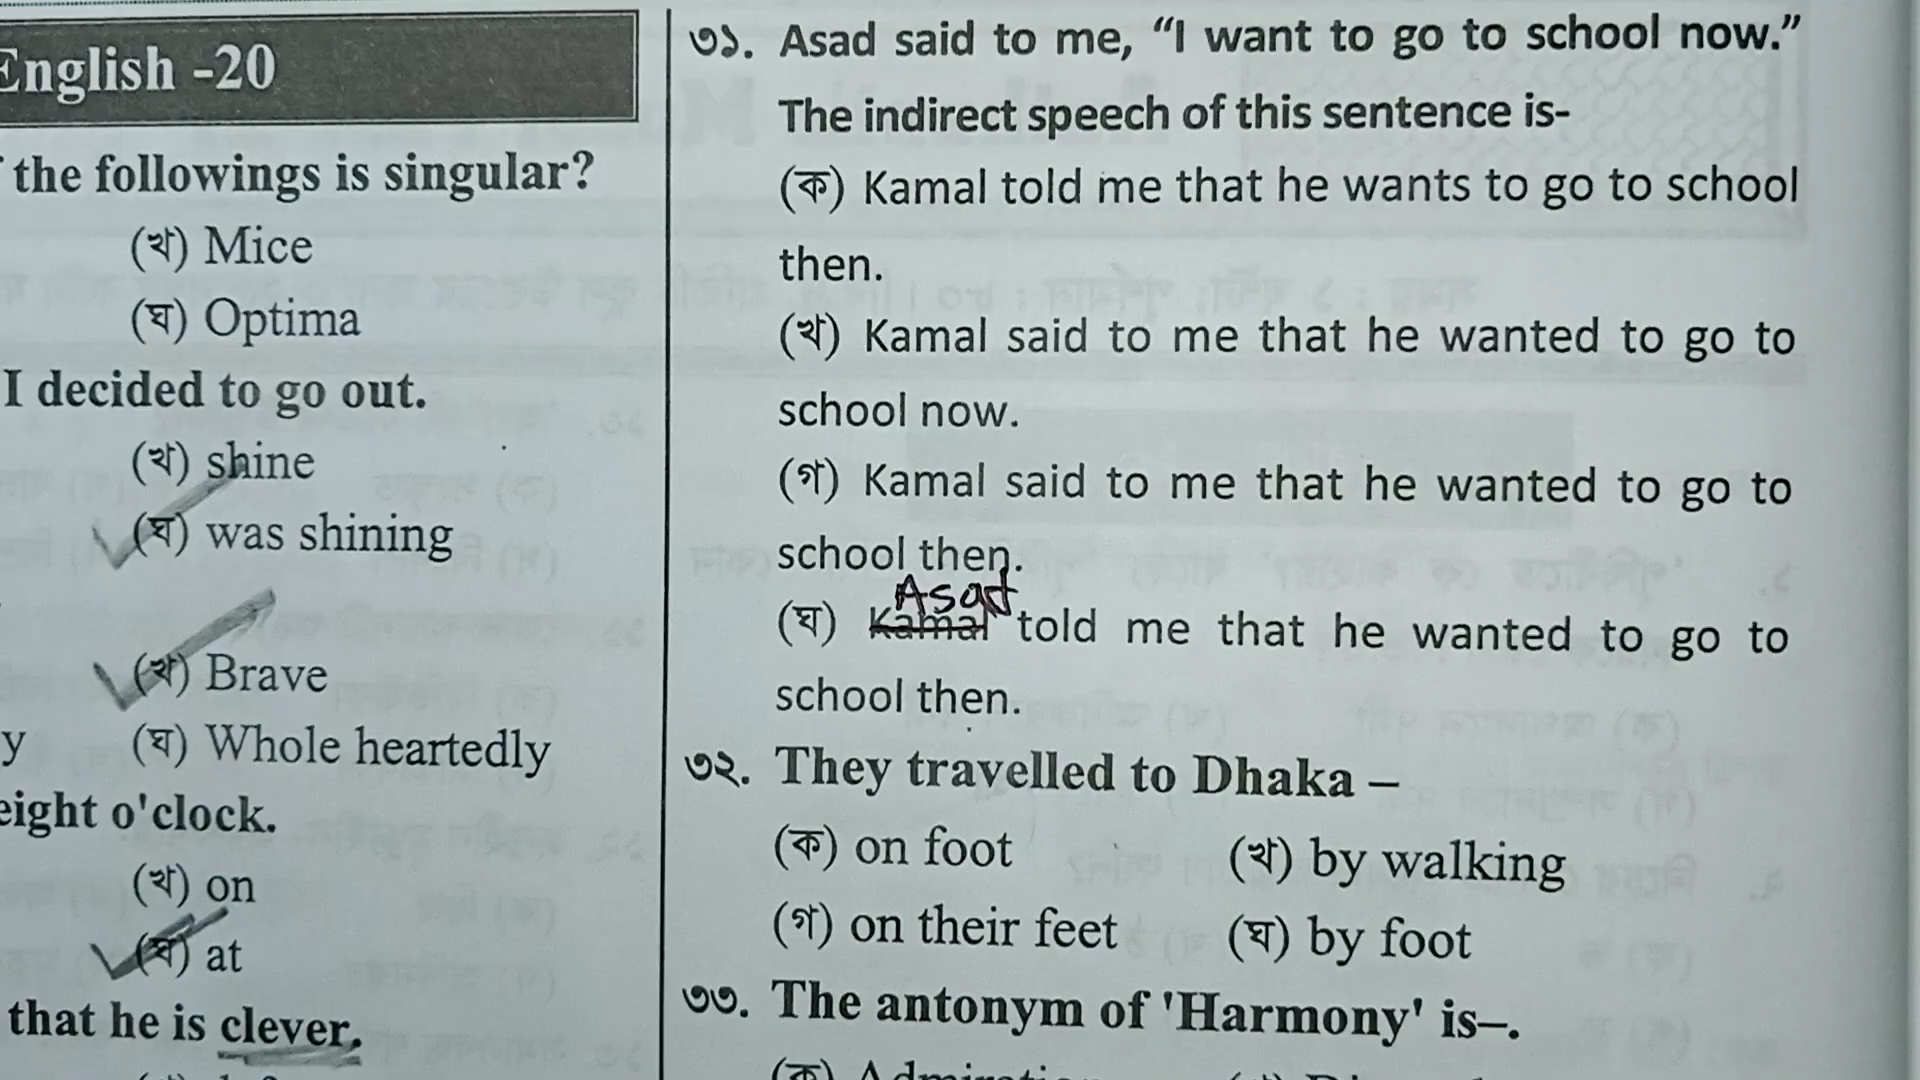 English -20
the followings is singular?
(খ) Mice
(ঘ) Optima
I decided to go out.
(খ) shine
(ঘ) was shining
(খ) Brave
y (ঘ) Whole heartedly
eight o'clock.
(খ) on
(ঘ) at
that he is clever.
৩১. Asad said to me, “I want to go to school now.”
The indirect speech of this sentence is-
(ক) Kamal told me that he wants to go to school
then.
(খ) Kamal said to me that he wanted to go to
school now.
(গ) Kamal said to me that he wanted to go to
school then.
Asad
(ঘ) Kamal told me that he wanted to go to
school then.
৩২. They travelled to Dhaka –
(ক) on foot (খ) by walking
(গ) on their feet (ঘ) by foot
৩৩. The antonym of 'Harmony' is–.
(ক)